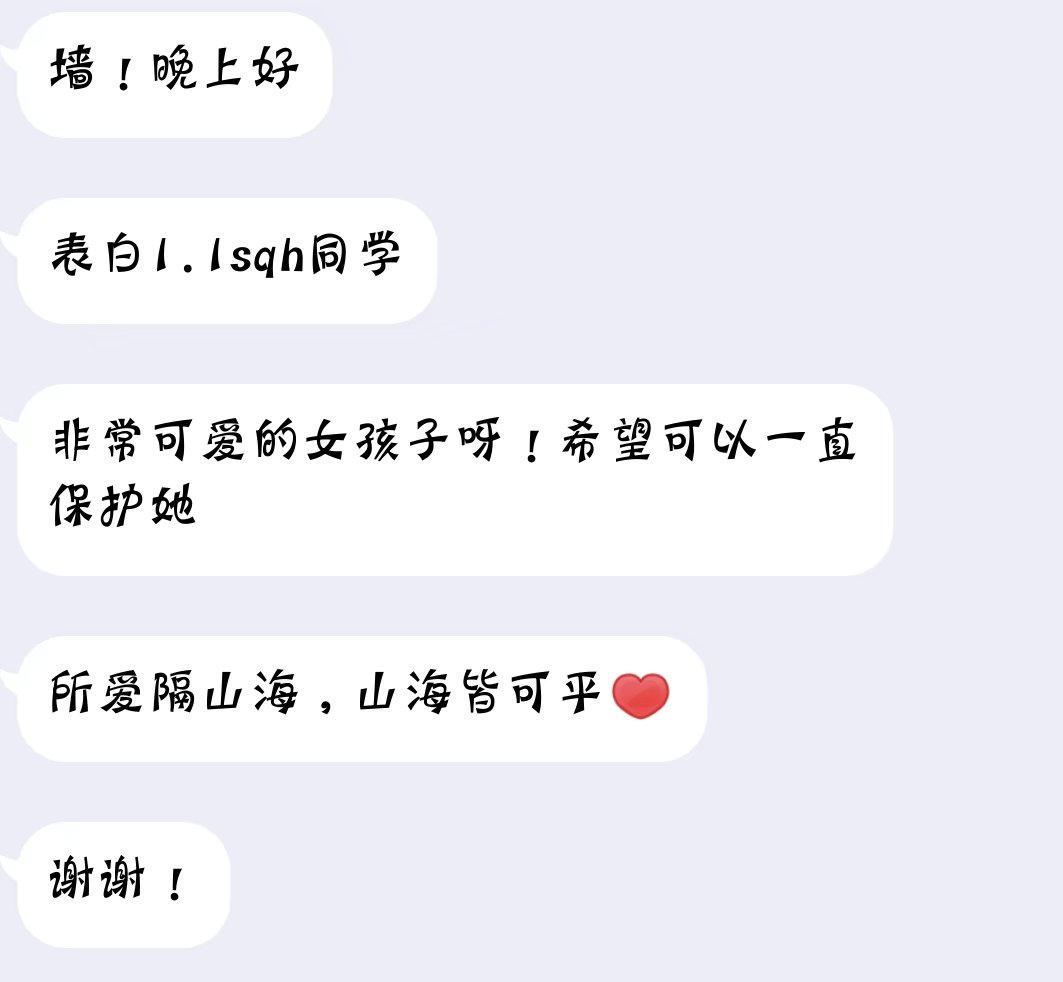 墙！晚上好
表白1.1sqh同学
非常可爱的女孩子呀！希望可以一直
保护她
所爱隔山海，山海皆可平❤
谢谢！